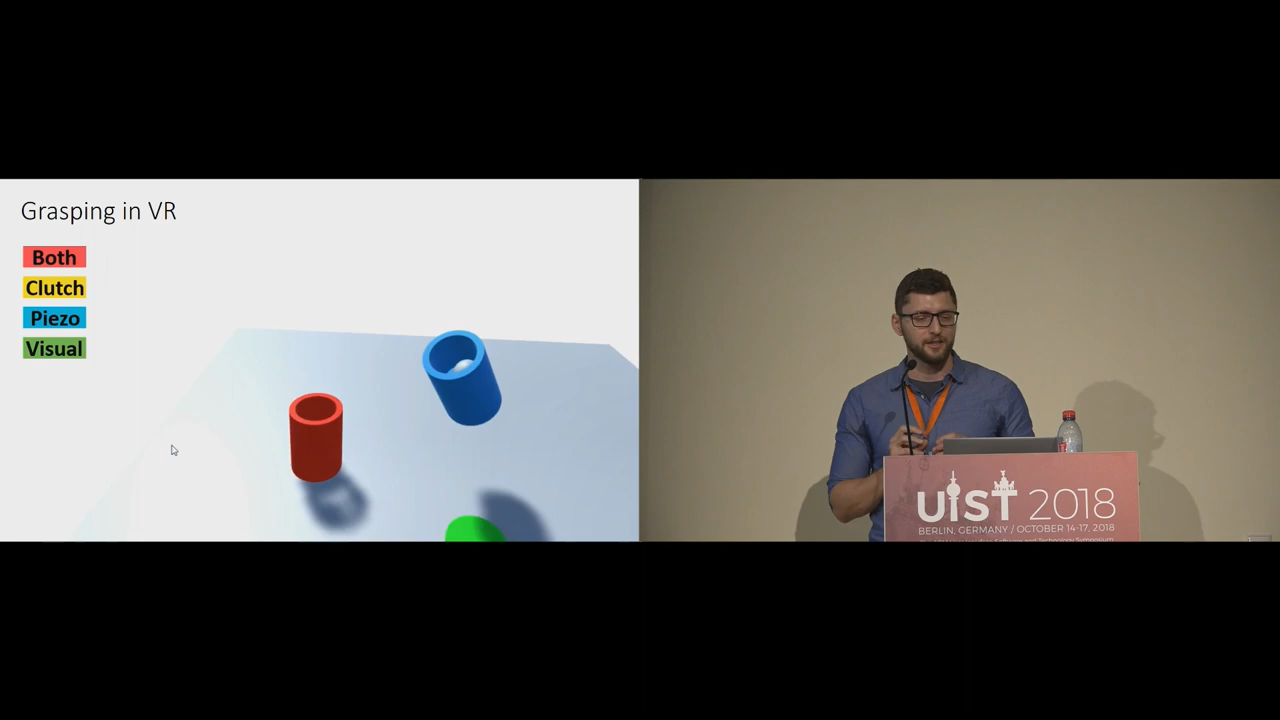 Grasping in VR
Both
Clutch
Piezo
Visual
UIST 2018
BERLIN, GERMANY / OCTOBER 14-17, 2018